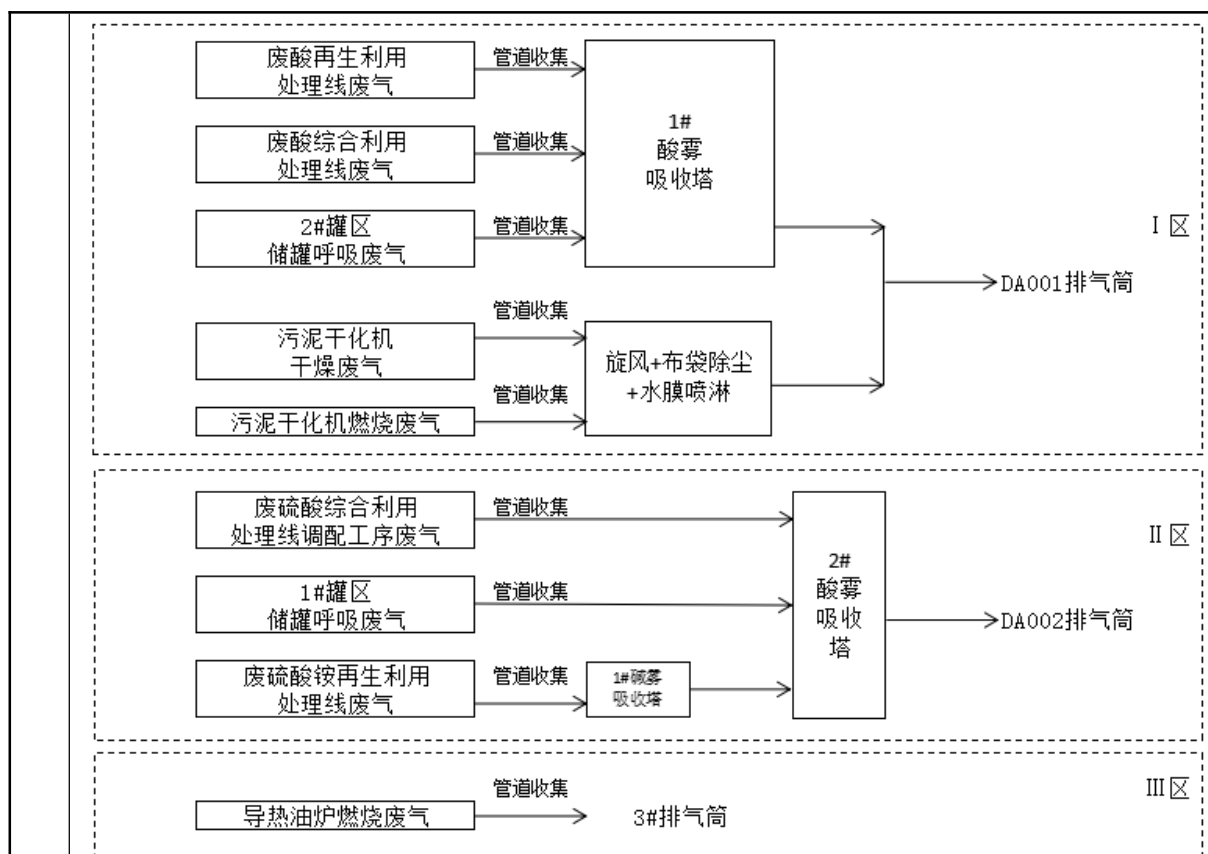 废酸再生利用
处理线废气
管道收集
废酸综合利用
处理线废气
管道收集
2#罐区
储罐呼吸废气
管道收集
1#
酸雾
吸收塔
Ⅰ区
污泥干化机
干燥废气
管道收集
污泥干化机燃烧废气
管道收集
旋风+布袋除尘
+水膜喷淋
DA001排气筒
废硫酸综合利用
处理线调配工序废气
管道收集
1#罐区
储罐呼吸废气
管道收集
废硫酸铵再生利用
处理线废气
管道收集
1#碱雾
吸收塔
2#
酸雾
吸收
塔
Ⅱ区
DA002排气筒
导热油炉燃烧废气
管道收集
3#排气筒
Ⅲ区